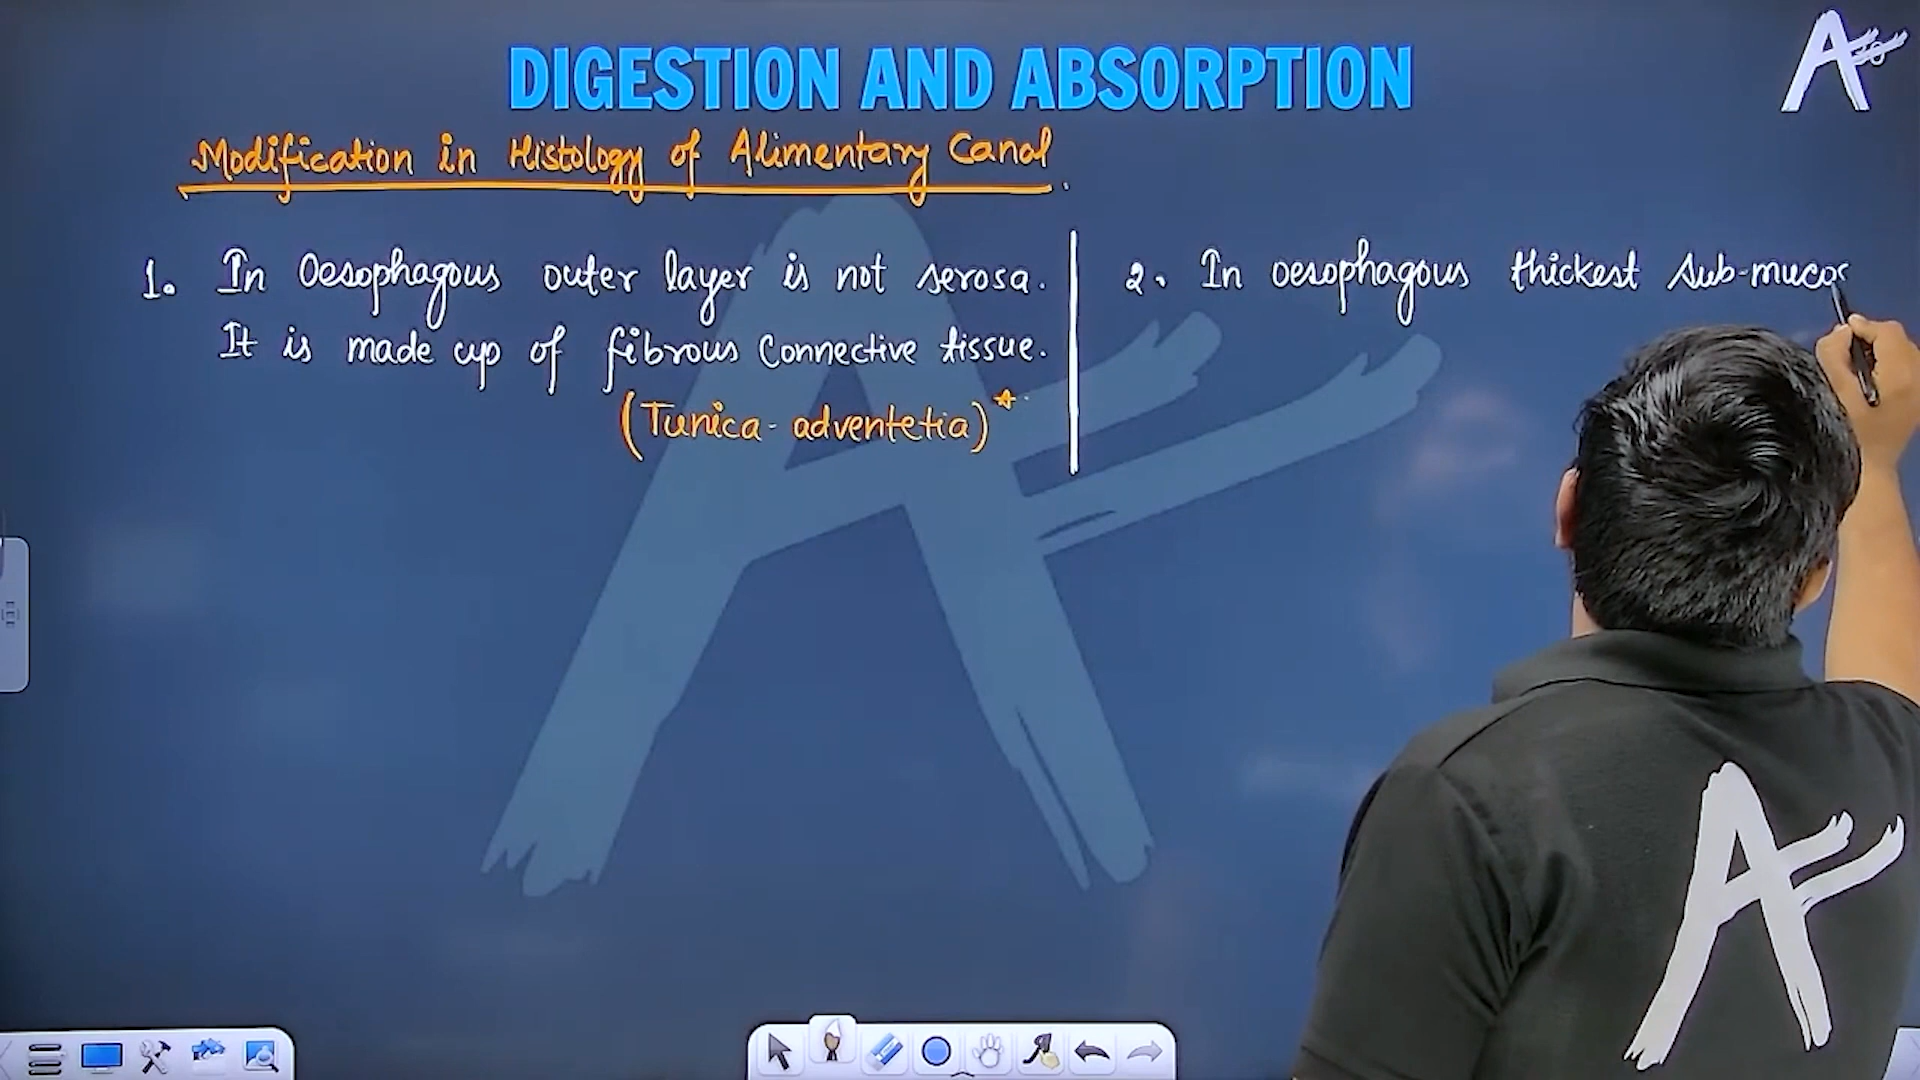 DIGESTION AND ABSORPTION
Modification in Histology of Alimentary Canal
1. In Oesophagous outer layer is not serosa.
It is made up of fibrous Connective tissue.
(Tunica-adventetia)*
2. In oesophagous thickest Sub-mucos